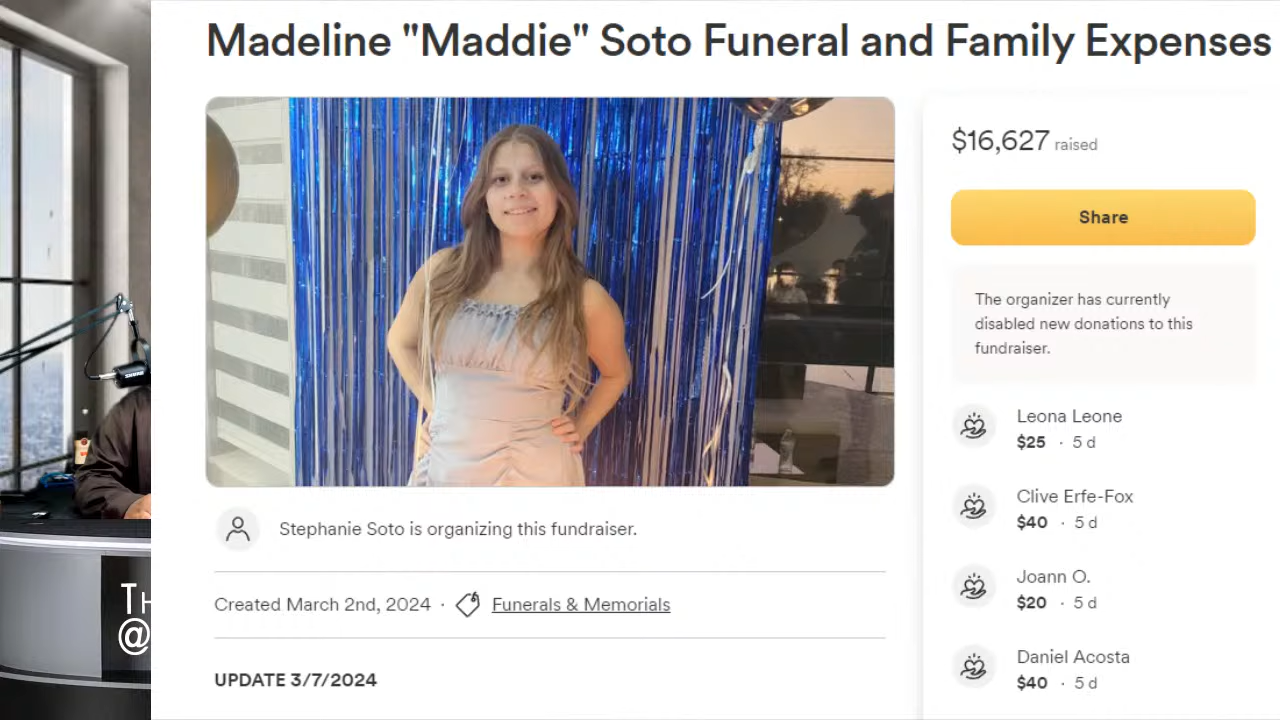 Madeline "Maddie" Soto Funeral and Family Expenses
$16,627 raised
Share
The organizer has currently
disabled new donations to this
fundraiser.
Leona Leone
$25 · 5 d
Clive Erfe-Fox
$40 · 5 d
Joann O.
$20 · 5 d
Daniel Acosta
$40 · 5 d
Stephanie Soto is organizing this fundraiser.
Created March 2nd, 2024 · Funerals & Memorials
UPDATE 3/7/2024
SHURE
TH
@